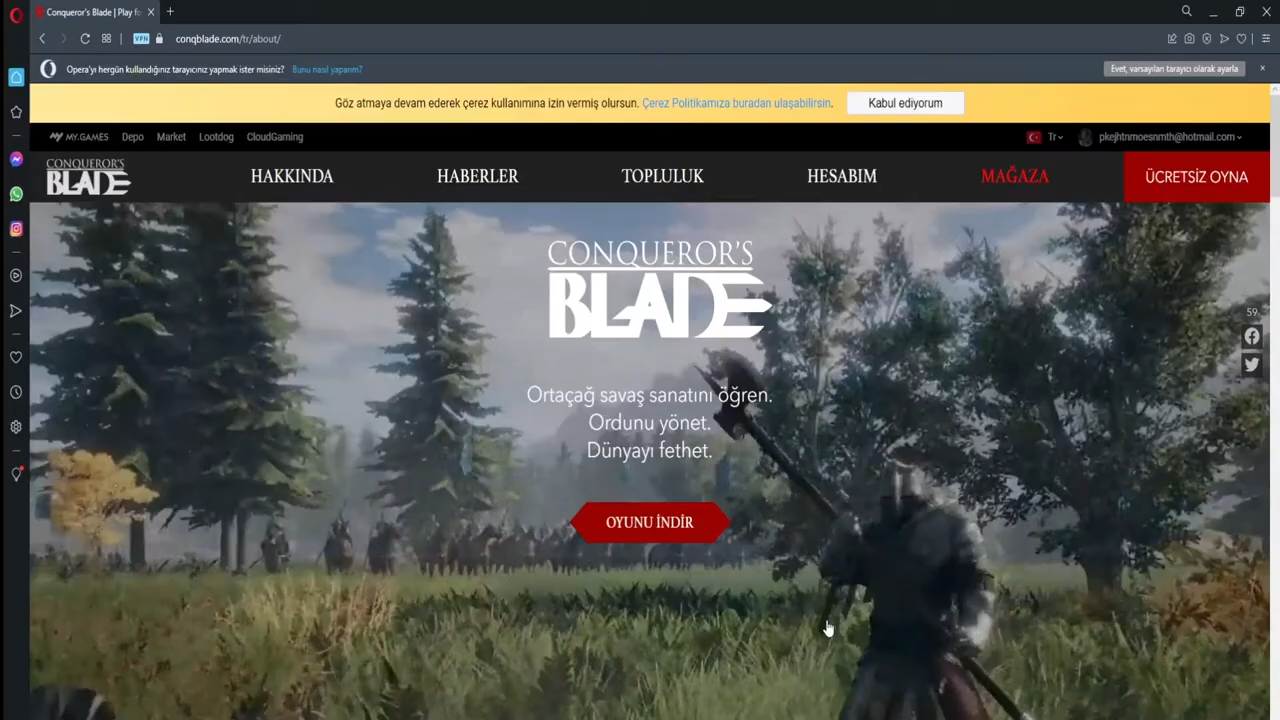 Conqueror's Blade | Play fo
VPN
conqblade.com/tr/about/
Opera'yı hergün kullandığınız tarayıcınız yapmak ister misiniz? Bunu nasıl yaparım?
Evet, varsayılan tarayıcı olarak ayarla
Göz atmaya devam ederek çerez kullanımına izin vermiş olursun. Çerez Politikamıza buradan ulaşabilirsin.
Kabul ediyorum
MY.GAMES Depo Market Lootdog CloudGaming
Tr
pkejhtnmoesnmth@hotmail.com
CONQUEROR'S
BLADE
HAKKINDA HABERLER TOPLULUK HESABIM MAĞAZA ÜCRETSİZ OYNA
CONQUEROR'S
BLADE
59
Ortaçağ savaş sanatını öğren.
Ordunu yönet.
Dünyayı fethet.
OYUNU İNDİR